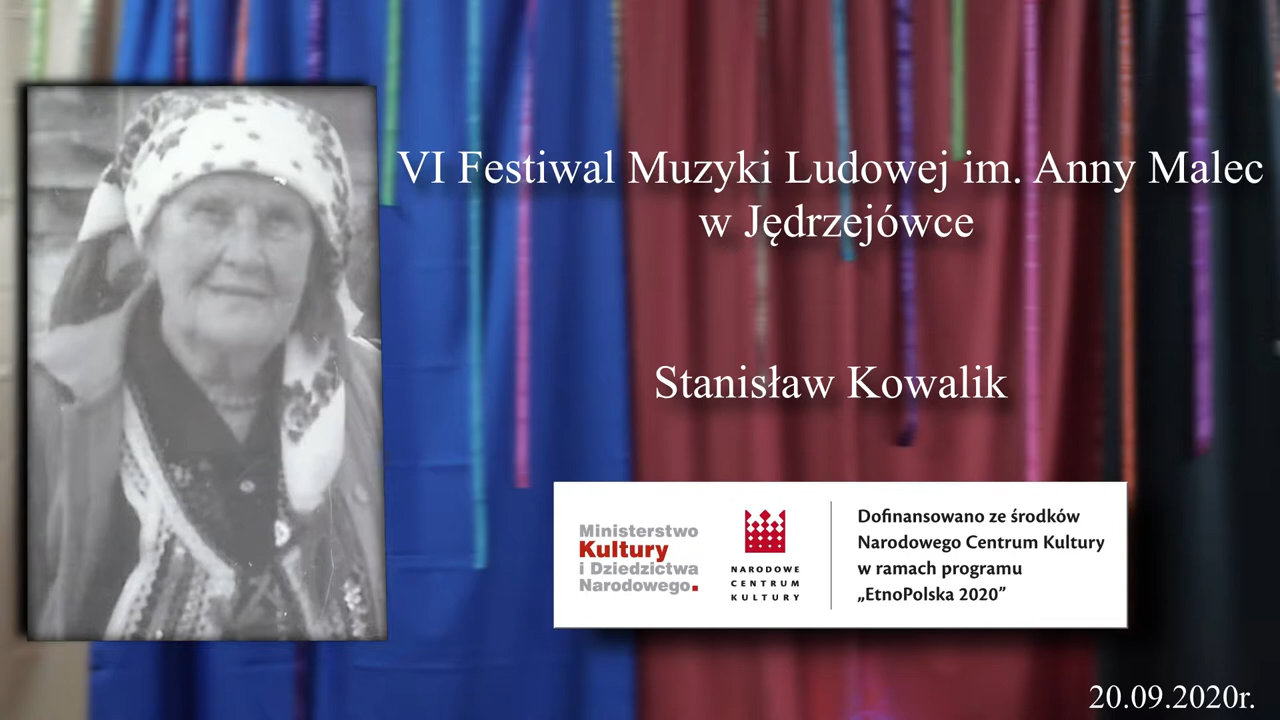 VI Festiwal Muzyki Ludowej im. Anny Malec
w Jędrzejówce
Stanisław Kowalik
Ministerstwo
Kultury
i Dziedzictwa
Narodowego.
NARODOWE
CENTRUM
KULTURY
Dofinansowano ze środków
Narodowego Centrum Kultury
w ramach programu
„EtnoPolska 2020”
20.09.2020r.